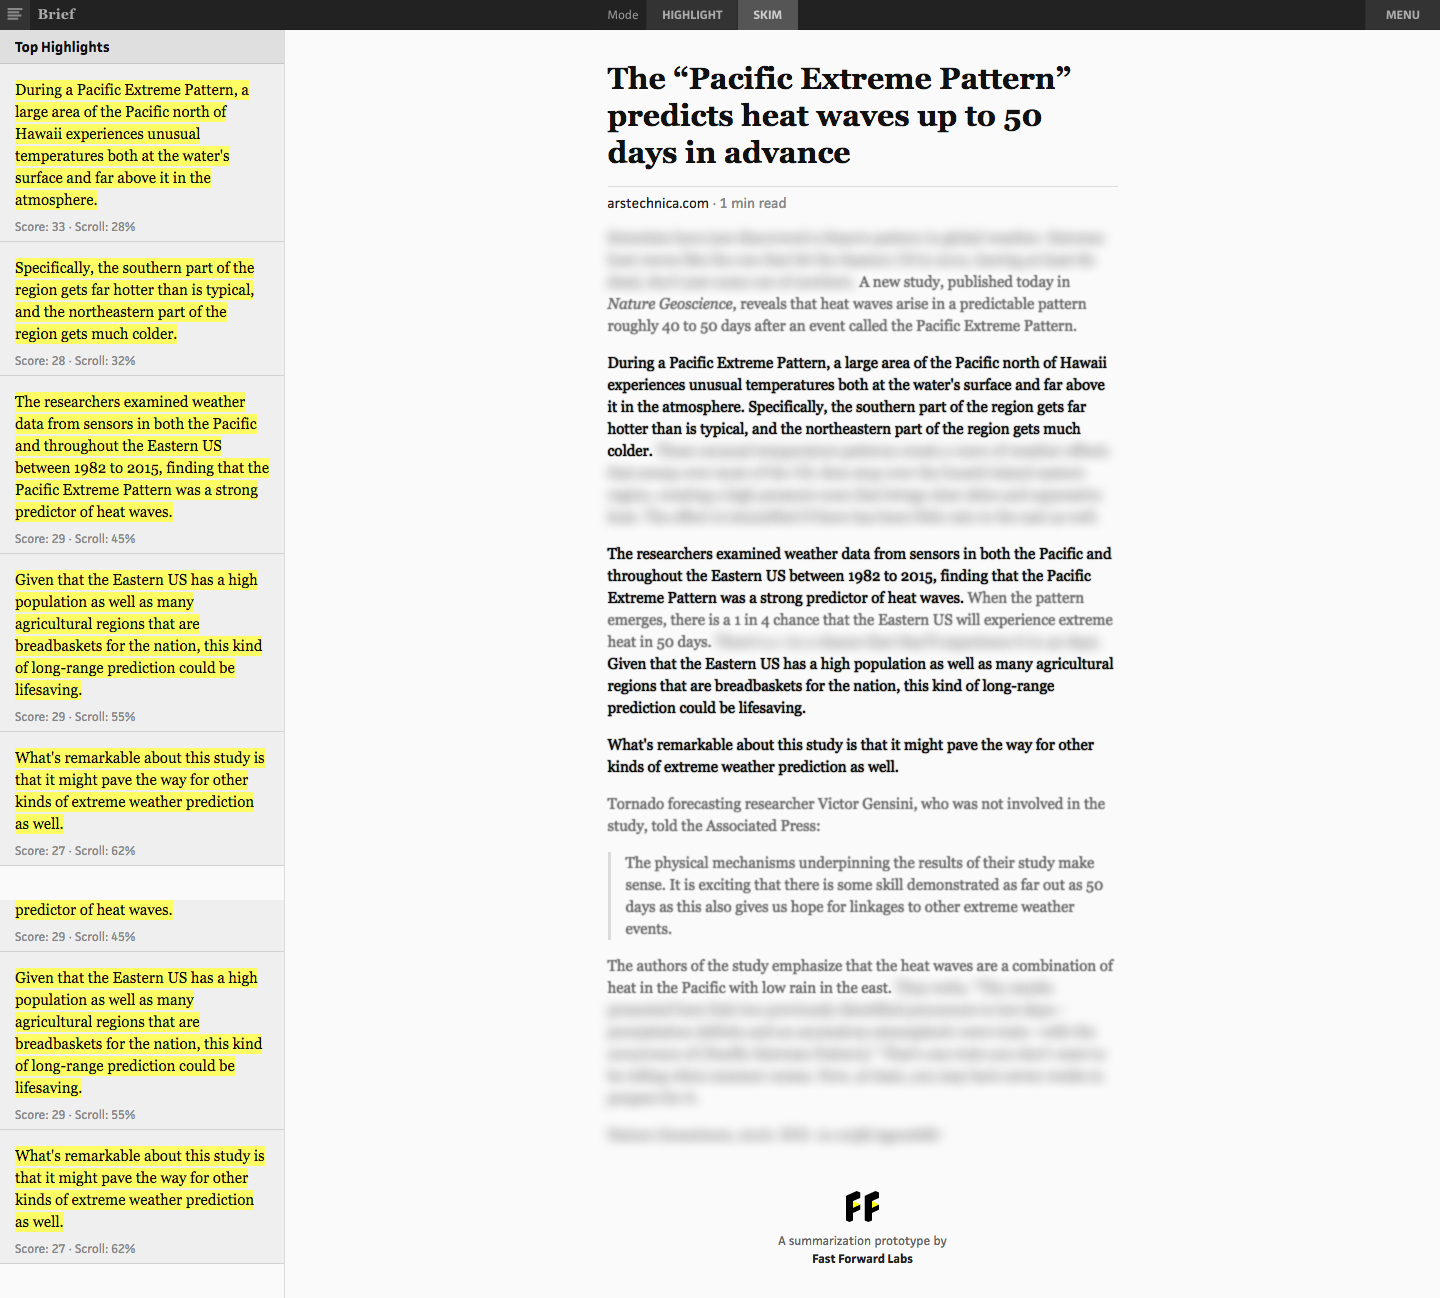 Brief
Mode
HIGHLIGHT
SKIM
MENU
Top Highlights
During a Pacific Extreme Pattern, a
large area of the Pacific north of
Hawaii experiences unusual
temperatures both at the water's
surface and far above it in the
atmosphere.
Score: 33 · Scroll: 28%
Specifically, the southern part of the
region gets far hotter than is typical,
and the northeastern part of the
region gets much colder.
Score: 28 · Scroll: 32%
The researchers examined weather
data from sensors in both the Pacific
and throughout the Eastern US
between 1982 to 2015, finding that the
Pacific Extreme Pattern was a strong
predictor of heat waves.
Score: 29 · Scroll: 45%
Given that the Eastern US has a high
population as well as many
agricultural regions that are
breadbaskets for the nation, this kind
of long-range prediction could be
lifesaving.
Score: 29 · Scroll: 55%
What's remarkable about this study is
that it might pave the way for other
kinds of extreme weather prediction
as well.
Score: 27 · Scroll: 62%
predictor of heat waves.
Score: 29 · Scroll: 45%
Given that the Eastern US has a high
population as well as many
agricultural regions that are
breadbaskets for the nation, this kind
of long-range prediction could be
lifesaving.
Score: 29 · Scroll: 55%
What's remarkable about this study is
that it might pave the way for other
kinds of extreme weather prediction
as well.
Score: 27 · Scroll: 62%
The “Pacific Extreme Pattern”
predicts heat waves up to 50
days in advance
arstechnica.com · 1 min read
A new study, published today in
Nature Geoscience, reveals that heat waves arise in a predictable pattern
roughly 40 to 50 days after an event called the Pacific Extreme Pattern.
During a Pacific Extreme Pattern, a large area of the Pacific north of Hawaii
experiences unusual temperatures both at the water's surface and far above
it in the atmosphere. Specifically, the southern part of the region gets far
hotter than is typical, and the northeastern part of the region gets much
colder.
The researchers examined weather data from sensors in both the Pacific and
throughout the Eastern US between 1982 to 2015, finding that the Pacific
Extreme Pattern was a strong predictor of heat waves. When the pattern
emerges, there is a 1 in 4 chance that the Eastern US will experience extreme
heat in 50 days.
Given that the Eastern US has a high population as well as many agricultural
regions that are breadbaskets for the nation, this kind of long-range
prediction could be lifesaving.
What's remarkable about this study is that it might pave the way for other
kinds of extreme weather prediction as well.
Tornado forecasting researcher Victor Gensini, who was not involved in the
study, told the Associated Press:
The physical mechanisms underpinning the results of their study make
sense. It is exciting that there is some skill demonstrated as far out as 50
days as this also gives us hope for linkages to other extreme weather
events.
The authors of the study emphasize that the heat waves are a combination of
heat in the Pacific with low rain in the east.
FF
A summarization prototype by
Fast Forward Labs